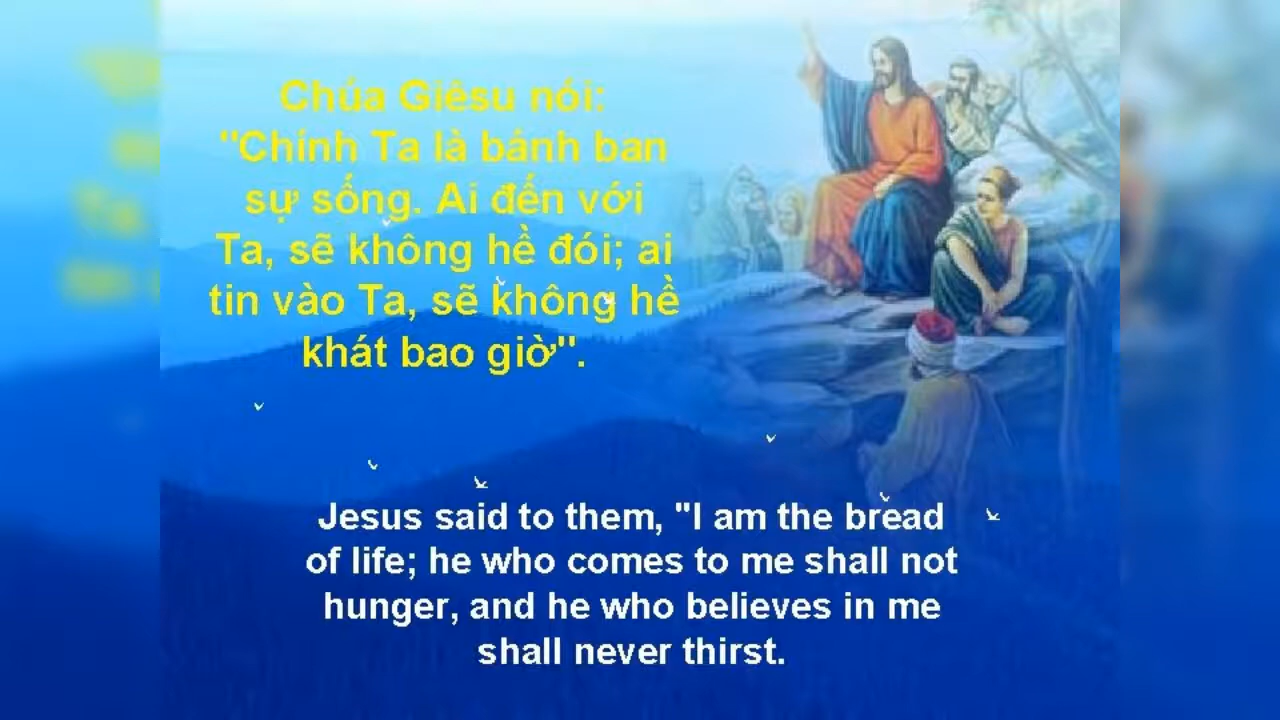 Chúa Giêsu nói:
"Chính Ta là bánh ban
sự sống. Ai đến với
Ta, sẽ không hề đói; ai
tin vào Ta, sẽ không hề
khát bao giờ".
Jesus said to them, "I am the bread
of life; he who comes to me shall not
hunger, and he who believes in me
shall never thirst.